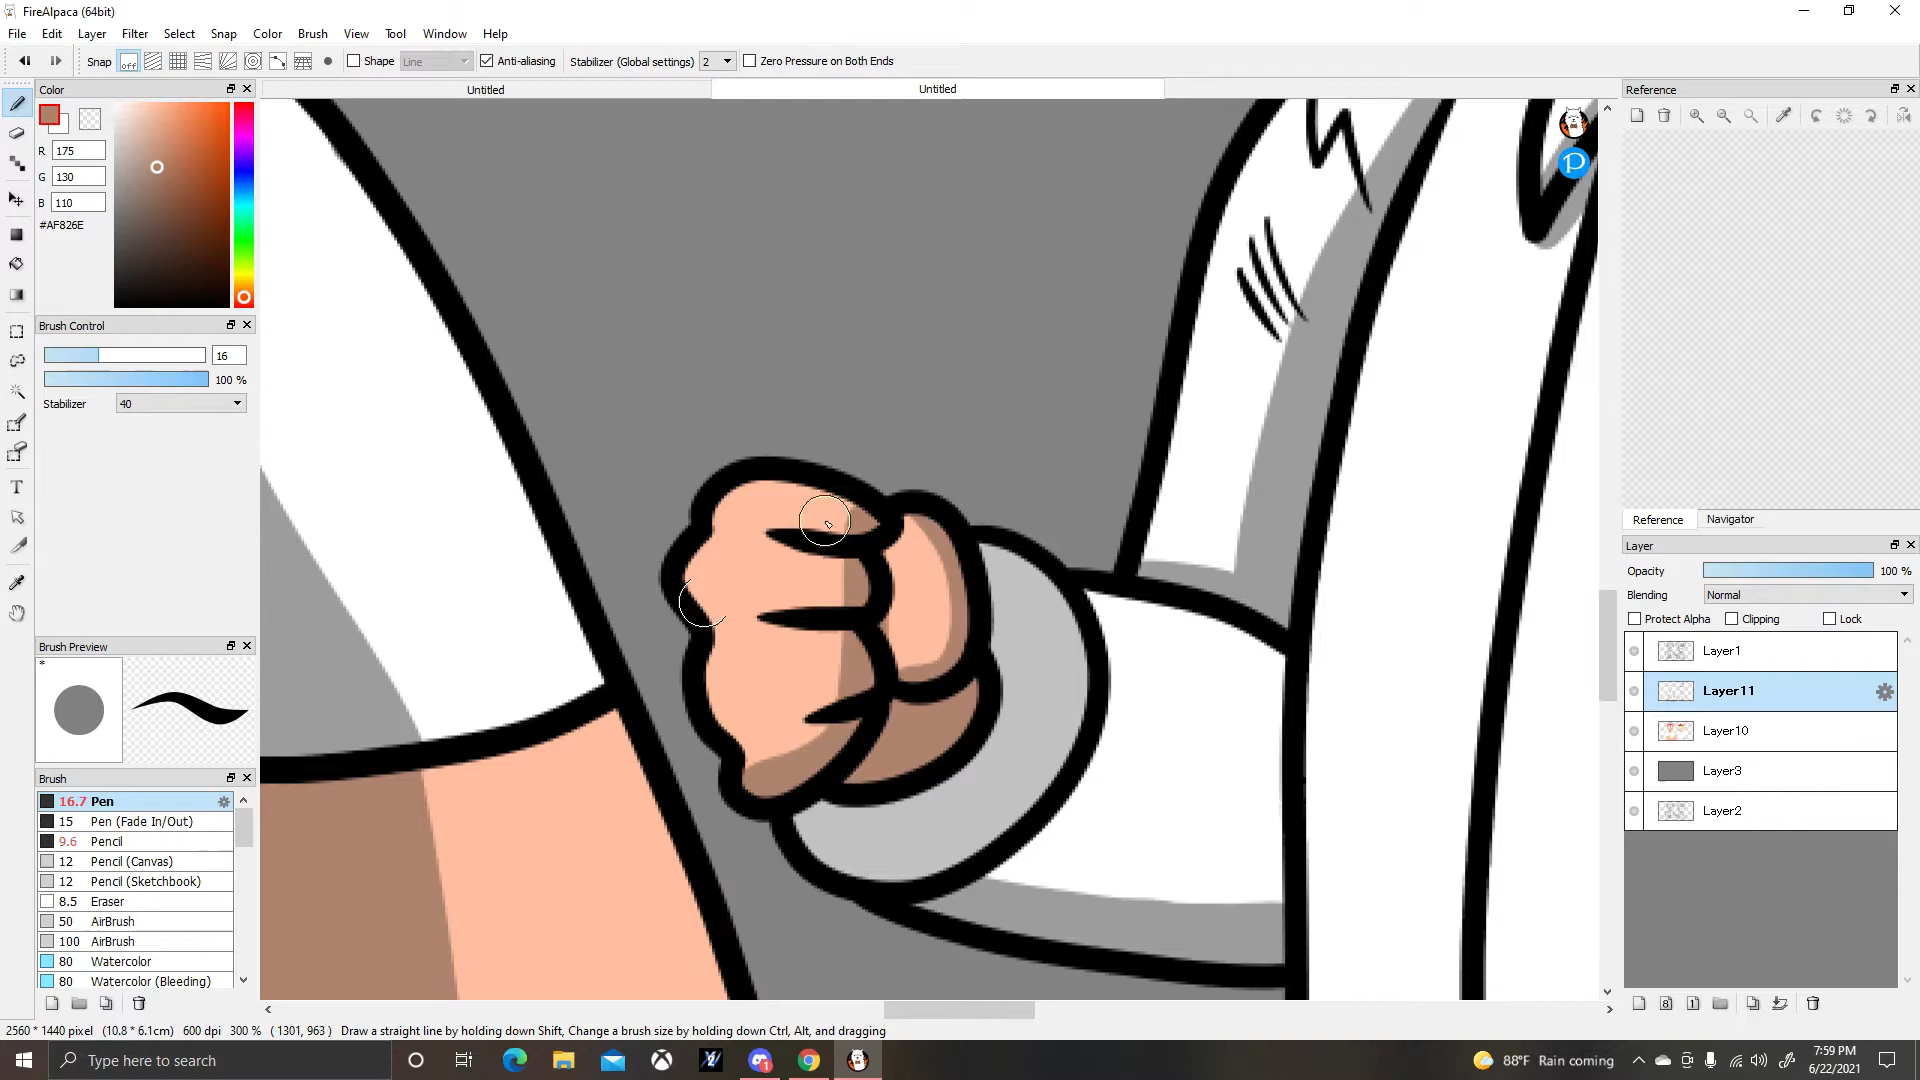 FireAlpaca (64bit)
File Edit Layer Filter Select Snap Color Brush View Tool Window Help
Snap off Shape Line Anti-aliasing Stabilizer (Global settings) 2 Zero Pressure on Both Ends
Color Untitled Untitled Reference
R 175
G 130
B 110
#AF826E
P
Brush Control
16
100 %
Stabilizer 40
Reference Navigator
Layer
Opacity 100 %
Blending Normal
Protect Alpha Clipping Lock
Layer1
Layer11
Layer10
Layer3
Layer2
T
Brush Preview
*
Brush
16.7 Pen
15 Pen (Fade In/Out)
9.6 Pencil
12 Pencil (Canvas)
12 Pencil (Sketchbook)
8.5 Eraser
50 AirBrush
100 AirBrush
80 Watercolor
80 Watercolor (Bleeding)
8 1
2560 * 1440 pixel (10.8 * 6.1cm) 600 dpi 300 % ( 1301, 963 ) Draw a straight line by holding down Shift, Change a brush size by holding down Ctrl, Alt, and dragging
Type here to search
1
88°F Rain coming
7:59 PM
6/22/2021